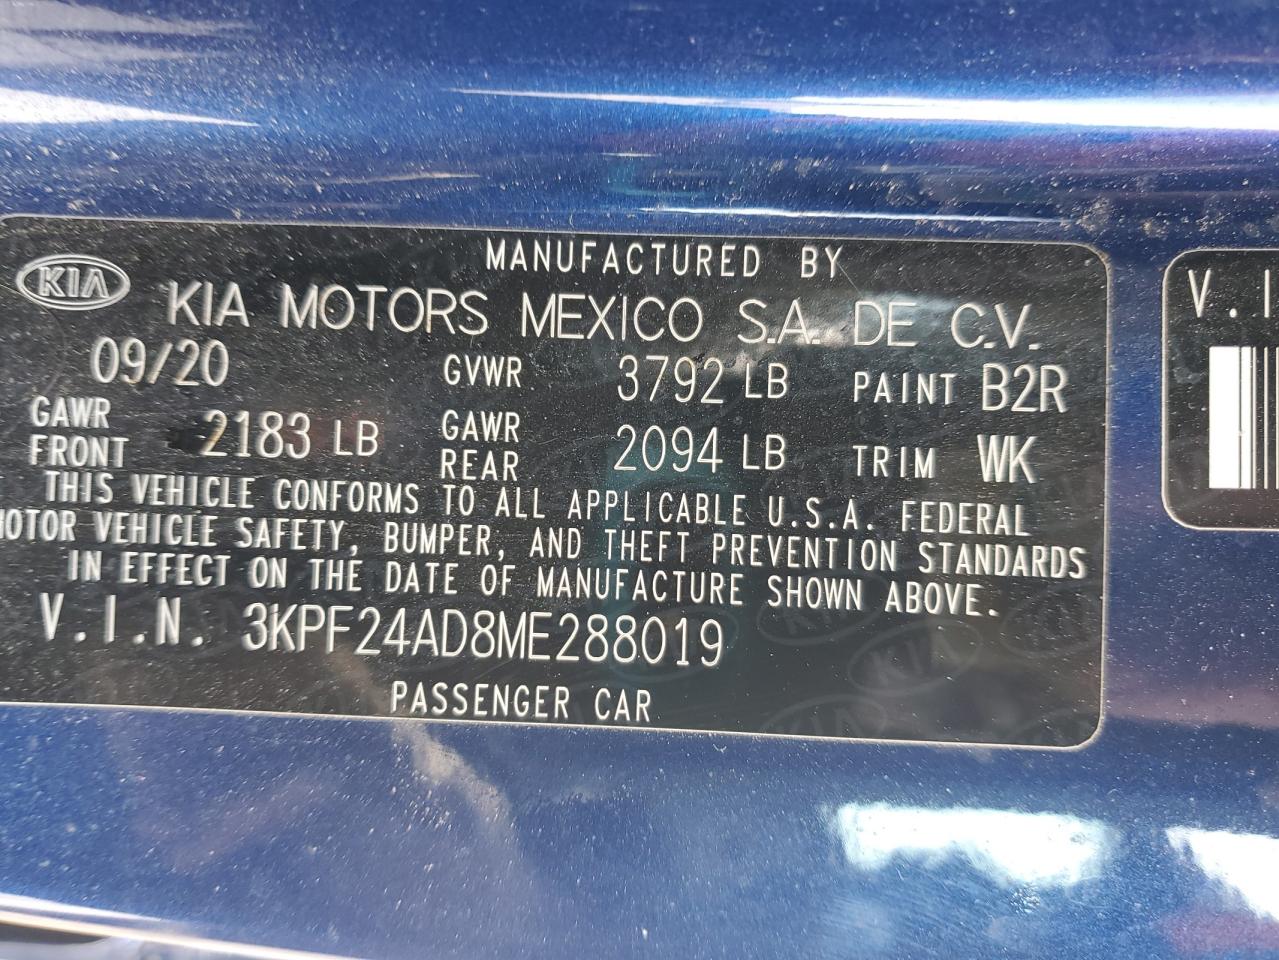 MANUFACTURED BY
KIA KIA MOTORS MEXICO S.A. DE C.V.
09/20 GVWR 3792 LB PAINT B2R
GAWR FRONT 2183 LB GAWR REAR 2094 LB TRIM WK
THIS VEHICLE CONFORMS TO ALL APPLICABLE U.S.A. FEDERAL
MOTOR VEHICLE SAFETY, BUMPER, AND THEFT PREVENTION STANDARDS
IN EFFECT ON THE DATE OF MANUFACTURE SHOWN ABOVE.
V.I.N. 3KPF24AD8ME288019
PASSENGER CAR
V.I